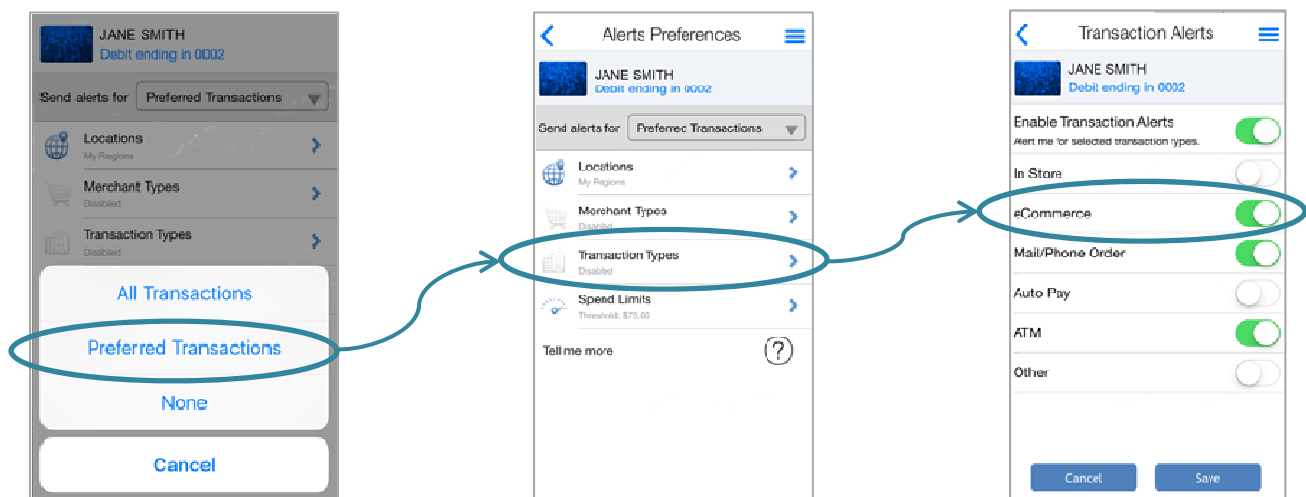 JANE SMITH
Debit ending in 0002
Send alerts for Preferred Transactions
Locations
My Regions
Merchant Types
Disabled
Transaction Types
Disabled
All Transactions
Preferred Transactions
None
Cancel
Alerts Preferences
JANE SMITH
Debit ending in 0002
Send alerts for Preferred Transactions
Locations
My Regions
Merchant Types
Disabled
Transaction Types
Disabled
Spend Limits
Threshold: $75.00
Tell me more ?
Transaction Alerts
JANE SMITH
Debit ending in 0002
Enable Transaction Alerts
Alert me for selected transaction types.
In Store
eCommerce
Mail/Phone Order
Auto Pay
ATM
Other
Cancel Save